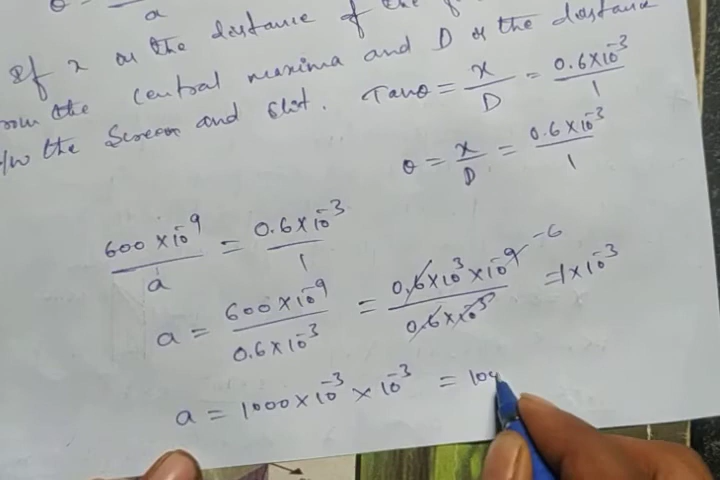 θ = / a
If x is the distance of the
from the central maxima and D is the distance
b/w the Screen and slit. Tanθ = x/D = 0.6×10⁻³/1
θ = x/D = 0.6×10⁻³/1
600×10⁻⁹/a = 0.6×10⁻³/1
a = 600×10⁻⁹/0.6×10⁻³ = 0.6×10³×10⁻⁹ ⁻⁶/0.6×10⁻³ = 1×10⁻³
a = 1000×10⁻³×10⁻³ = 100